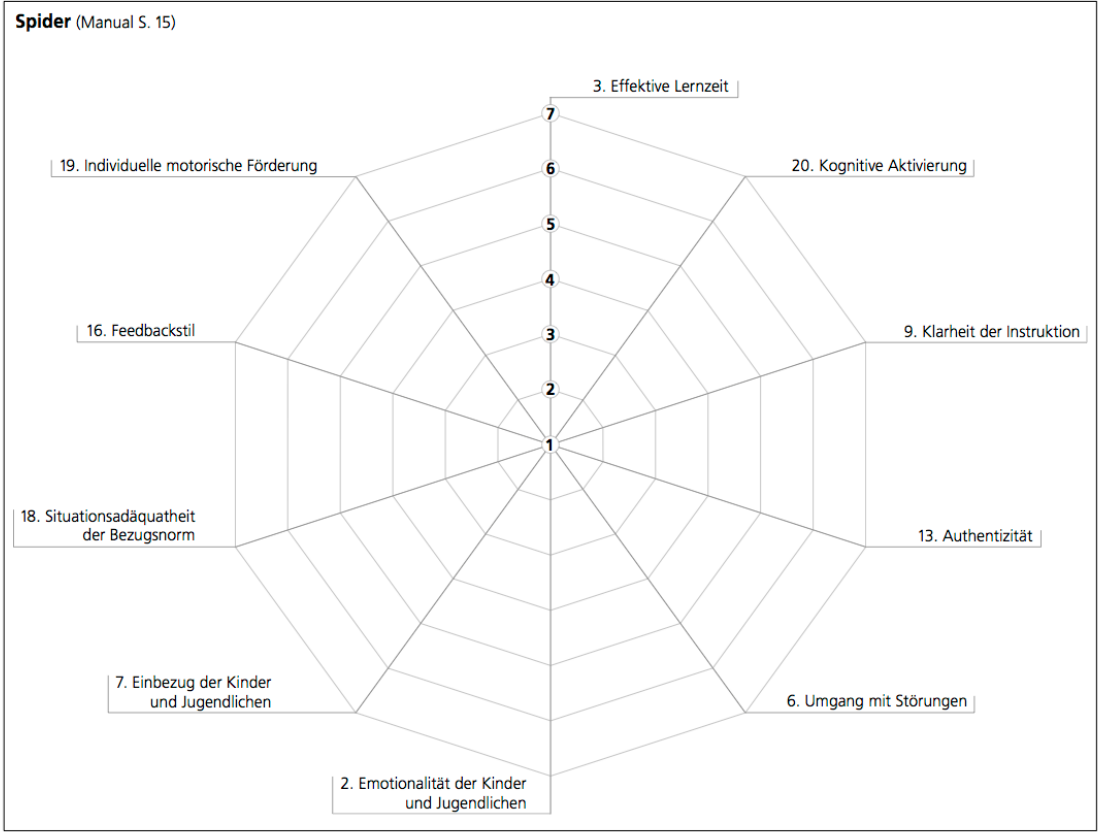 Spider (Manual S. 15)
3. Effektive Lernzeit
7
19. Individuelle motorische Förderung
20. Kognitive Aktivierung
6
5
4
16. Feedbackstil
9. Klarheit der Instruktion
3
2
1
18. Situationsadäquatheit
der Bezugsnorm
13. Authentizität
7. Einbezug der Kinder
und Jugendlichen
6. Umgang mit Störungen
2. Emotionalität der Kinder
und Jugendlichen